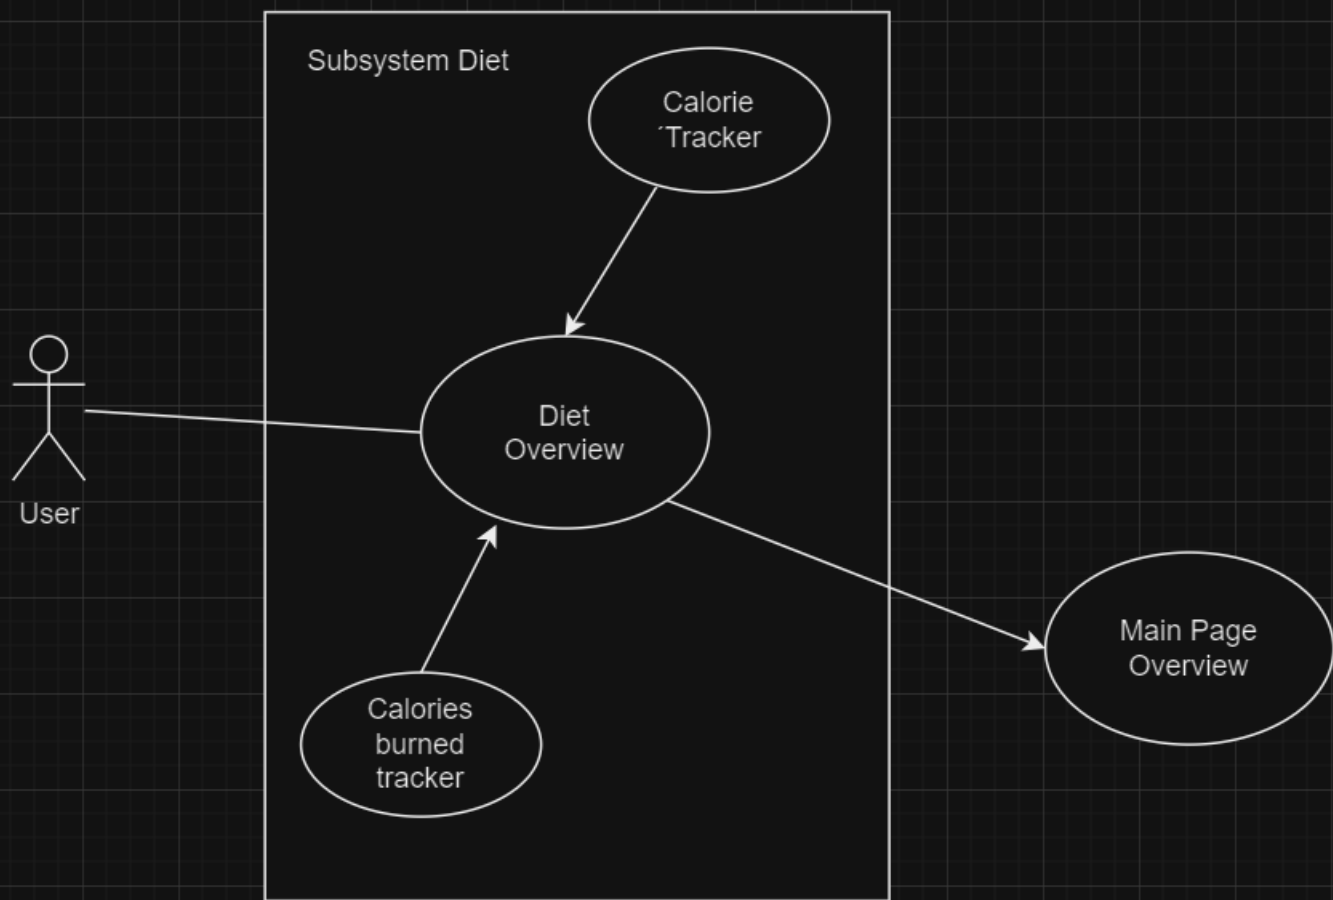 Subsystem Diet
Calorie
´Tracker
Diet
Overview
User
Main Page
Overview
Calories
burned
tracker